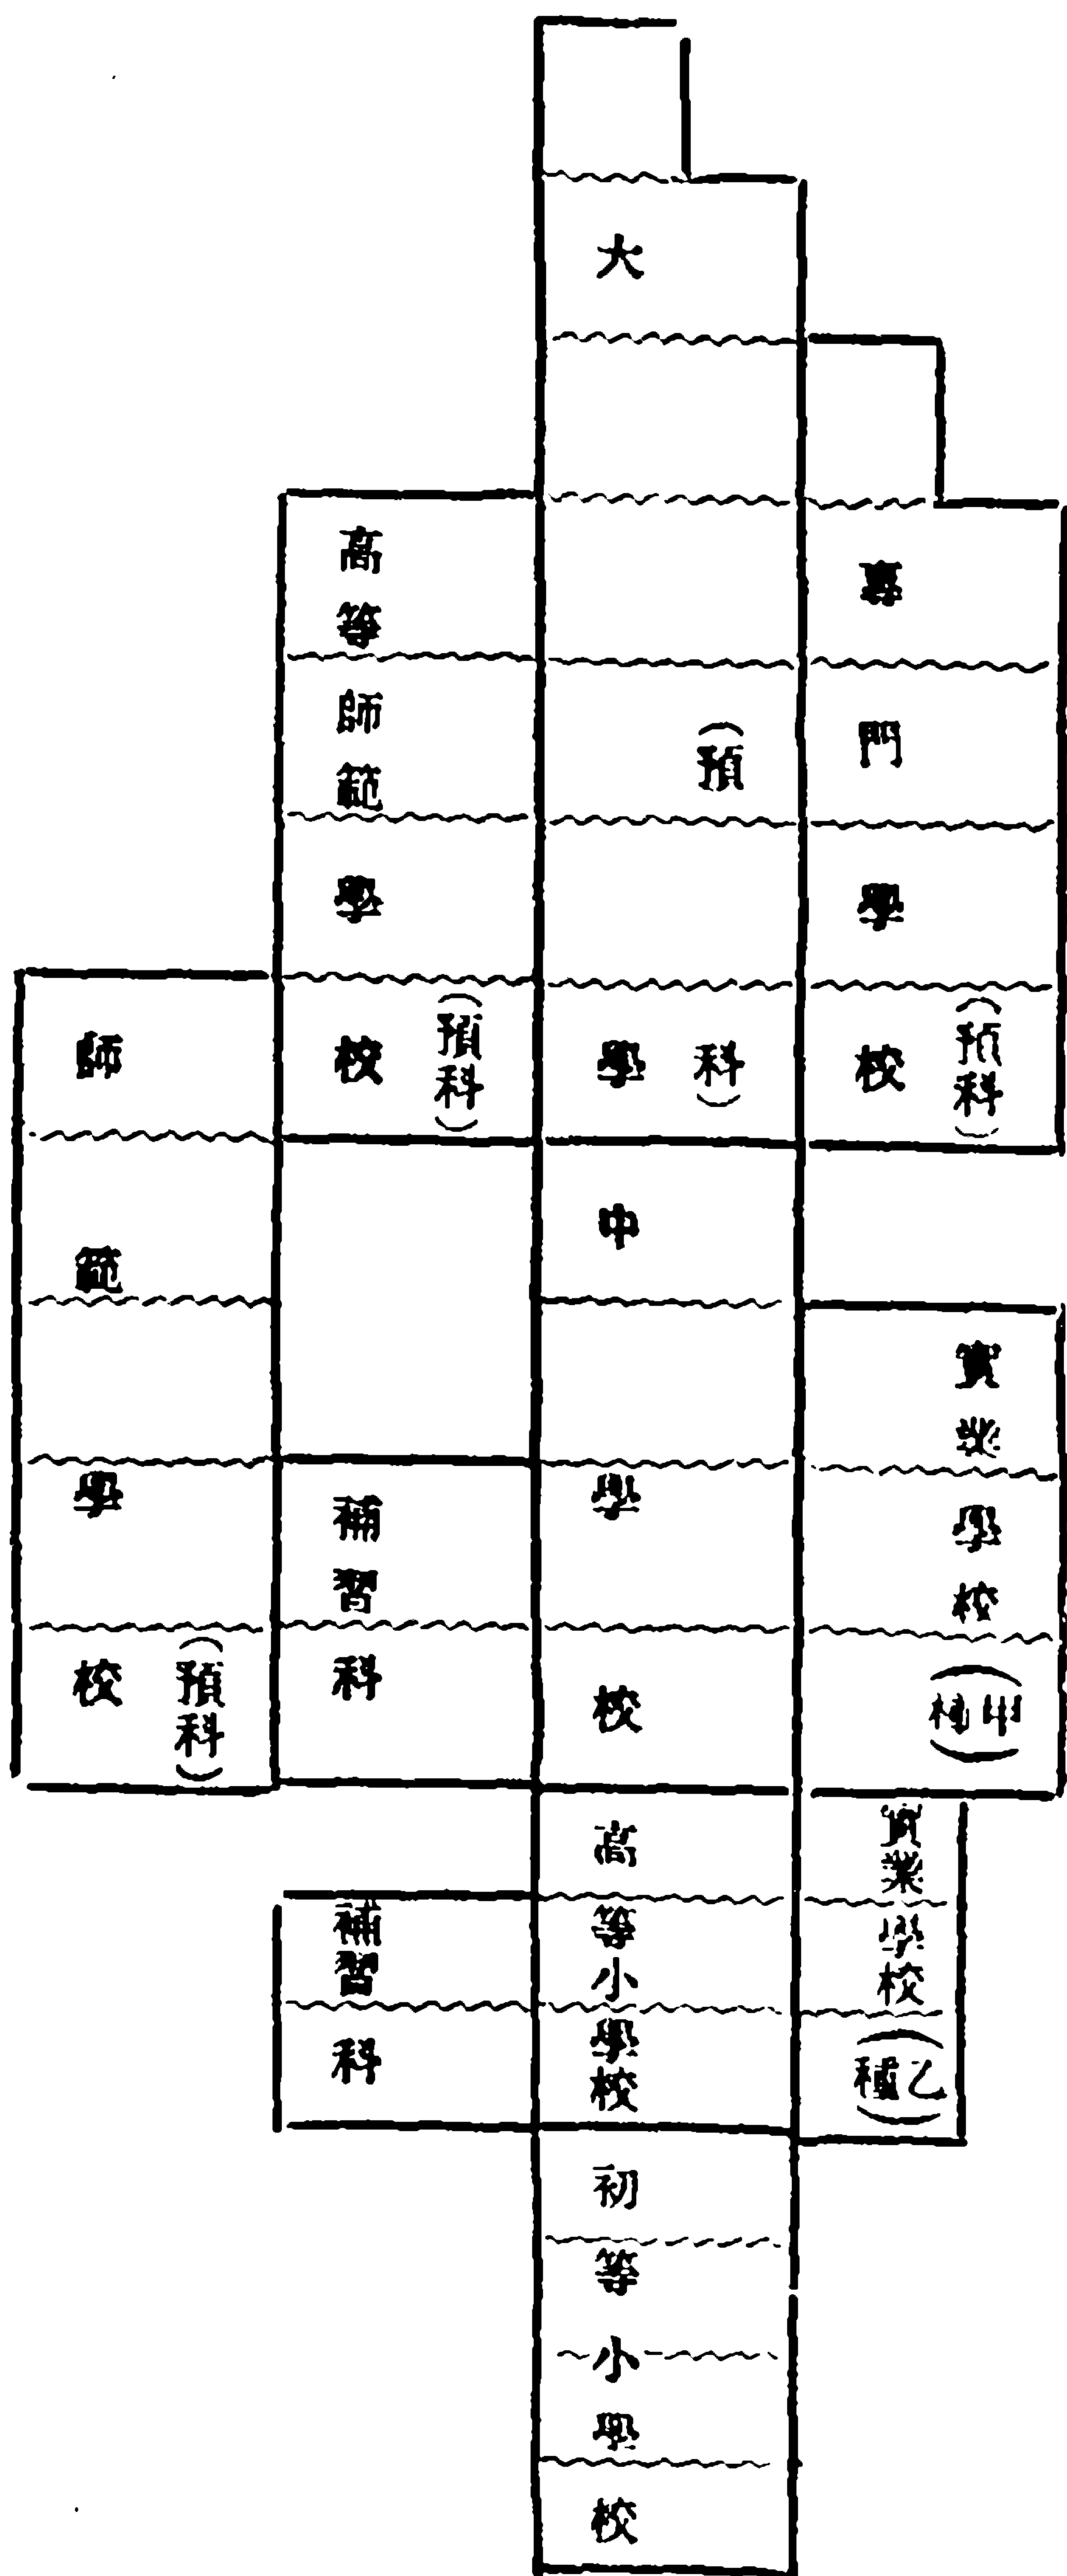 大學(預科)
專門學校(預科)
高等師範學校(預科)
師範學校(預科)
中學校
補習科
實業學校(甲種)
高等小學校
實業學校(乙種)
補習科
初等小學校